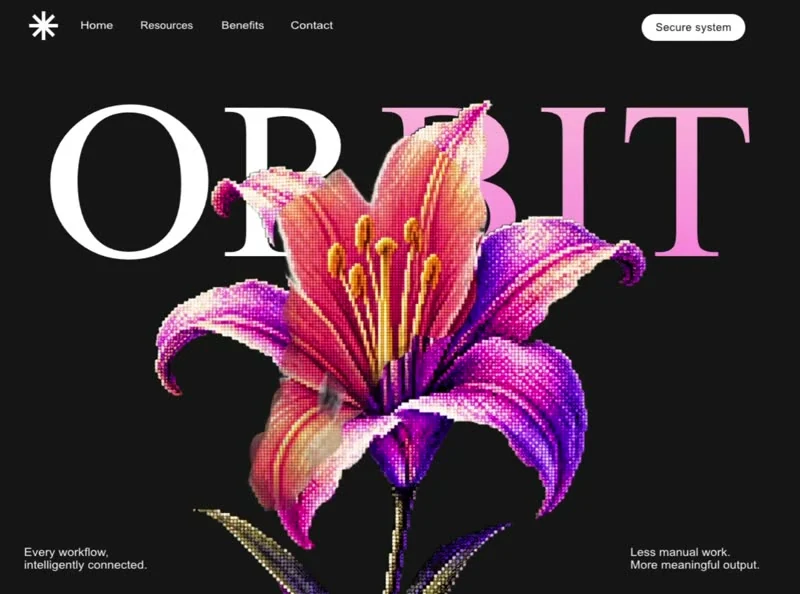 Home
Resources
Benefits
Contact
Secure system
ORBIT
Every workflow,
intelligently connected.
Less manual work.
More meaningful output.